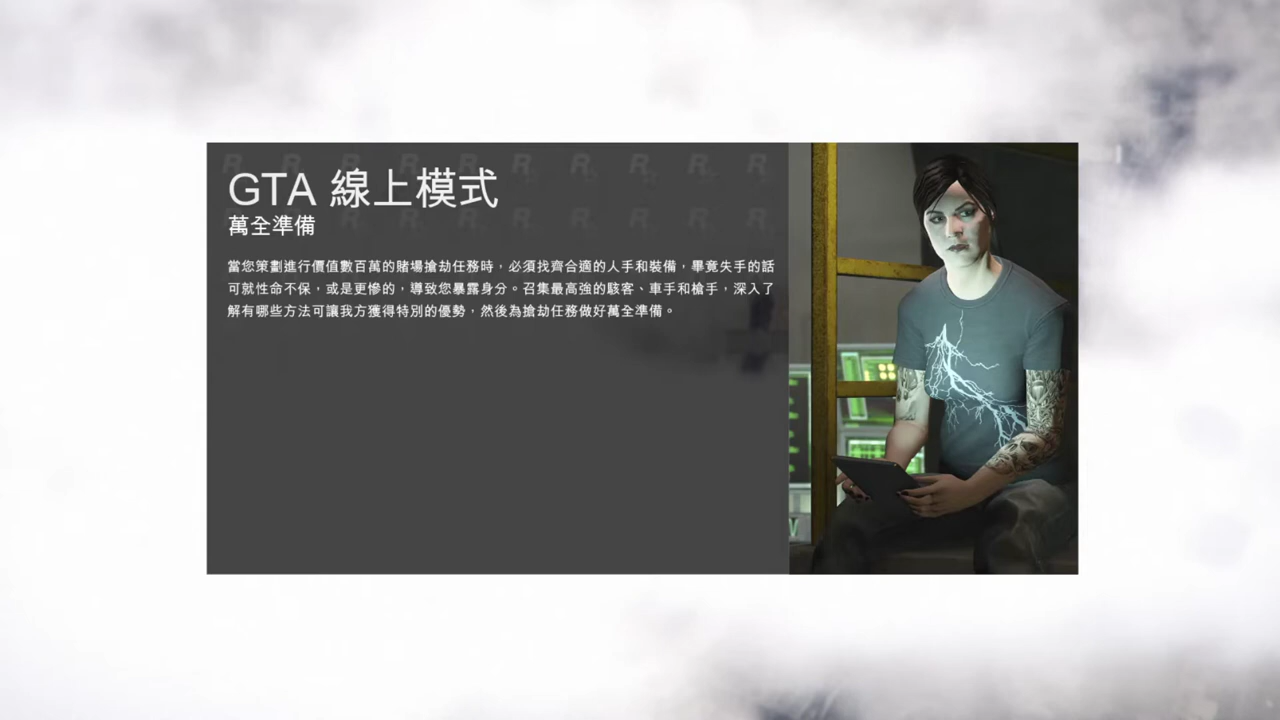 GTA 線上模式
萬全準備
當您策劃進行價值數百萬的賭場搶劫任務時，必須找齊合適的人手和裝備，畢竟失手的話
可就性命不保，或是更慘的，導致您暴露身分。召集最高強的駭客、車手和槍手，深入了
解有哪些方法可讓我方獲得特別的優勢，然後為搶劫任務做好萬全準備。